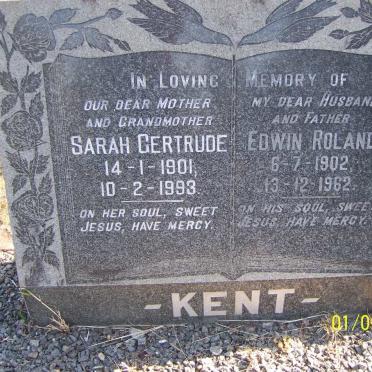 IN LOVING MEMORY OF
OUR DEAR MOTHER
AND GRANDMOTHER
SARAH GERTRUDE
14-1-1901,
10-2-1993.
ON HER SOUL, SWEET
JESUS, HAVE MERCY.
MY DEAR HUSBAN
AND FATHER
EDWIN ROLAND
6-7-1902,
13-12-1962.
ON HIS SOUL, SWEE
JESUS, HAVE MERCY.
-KENT-
01/0